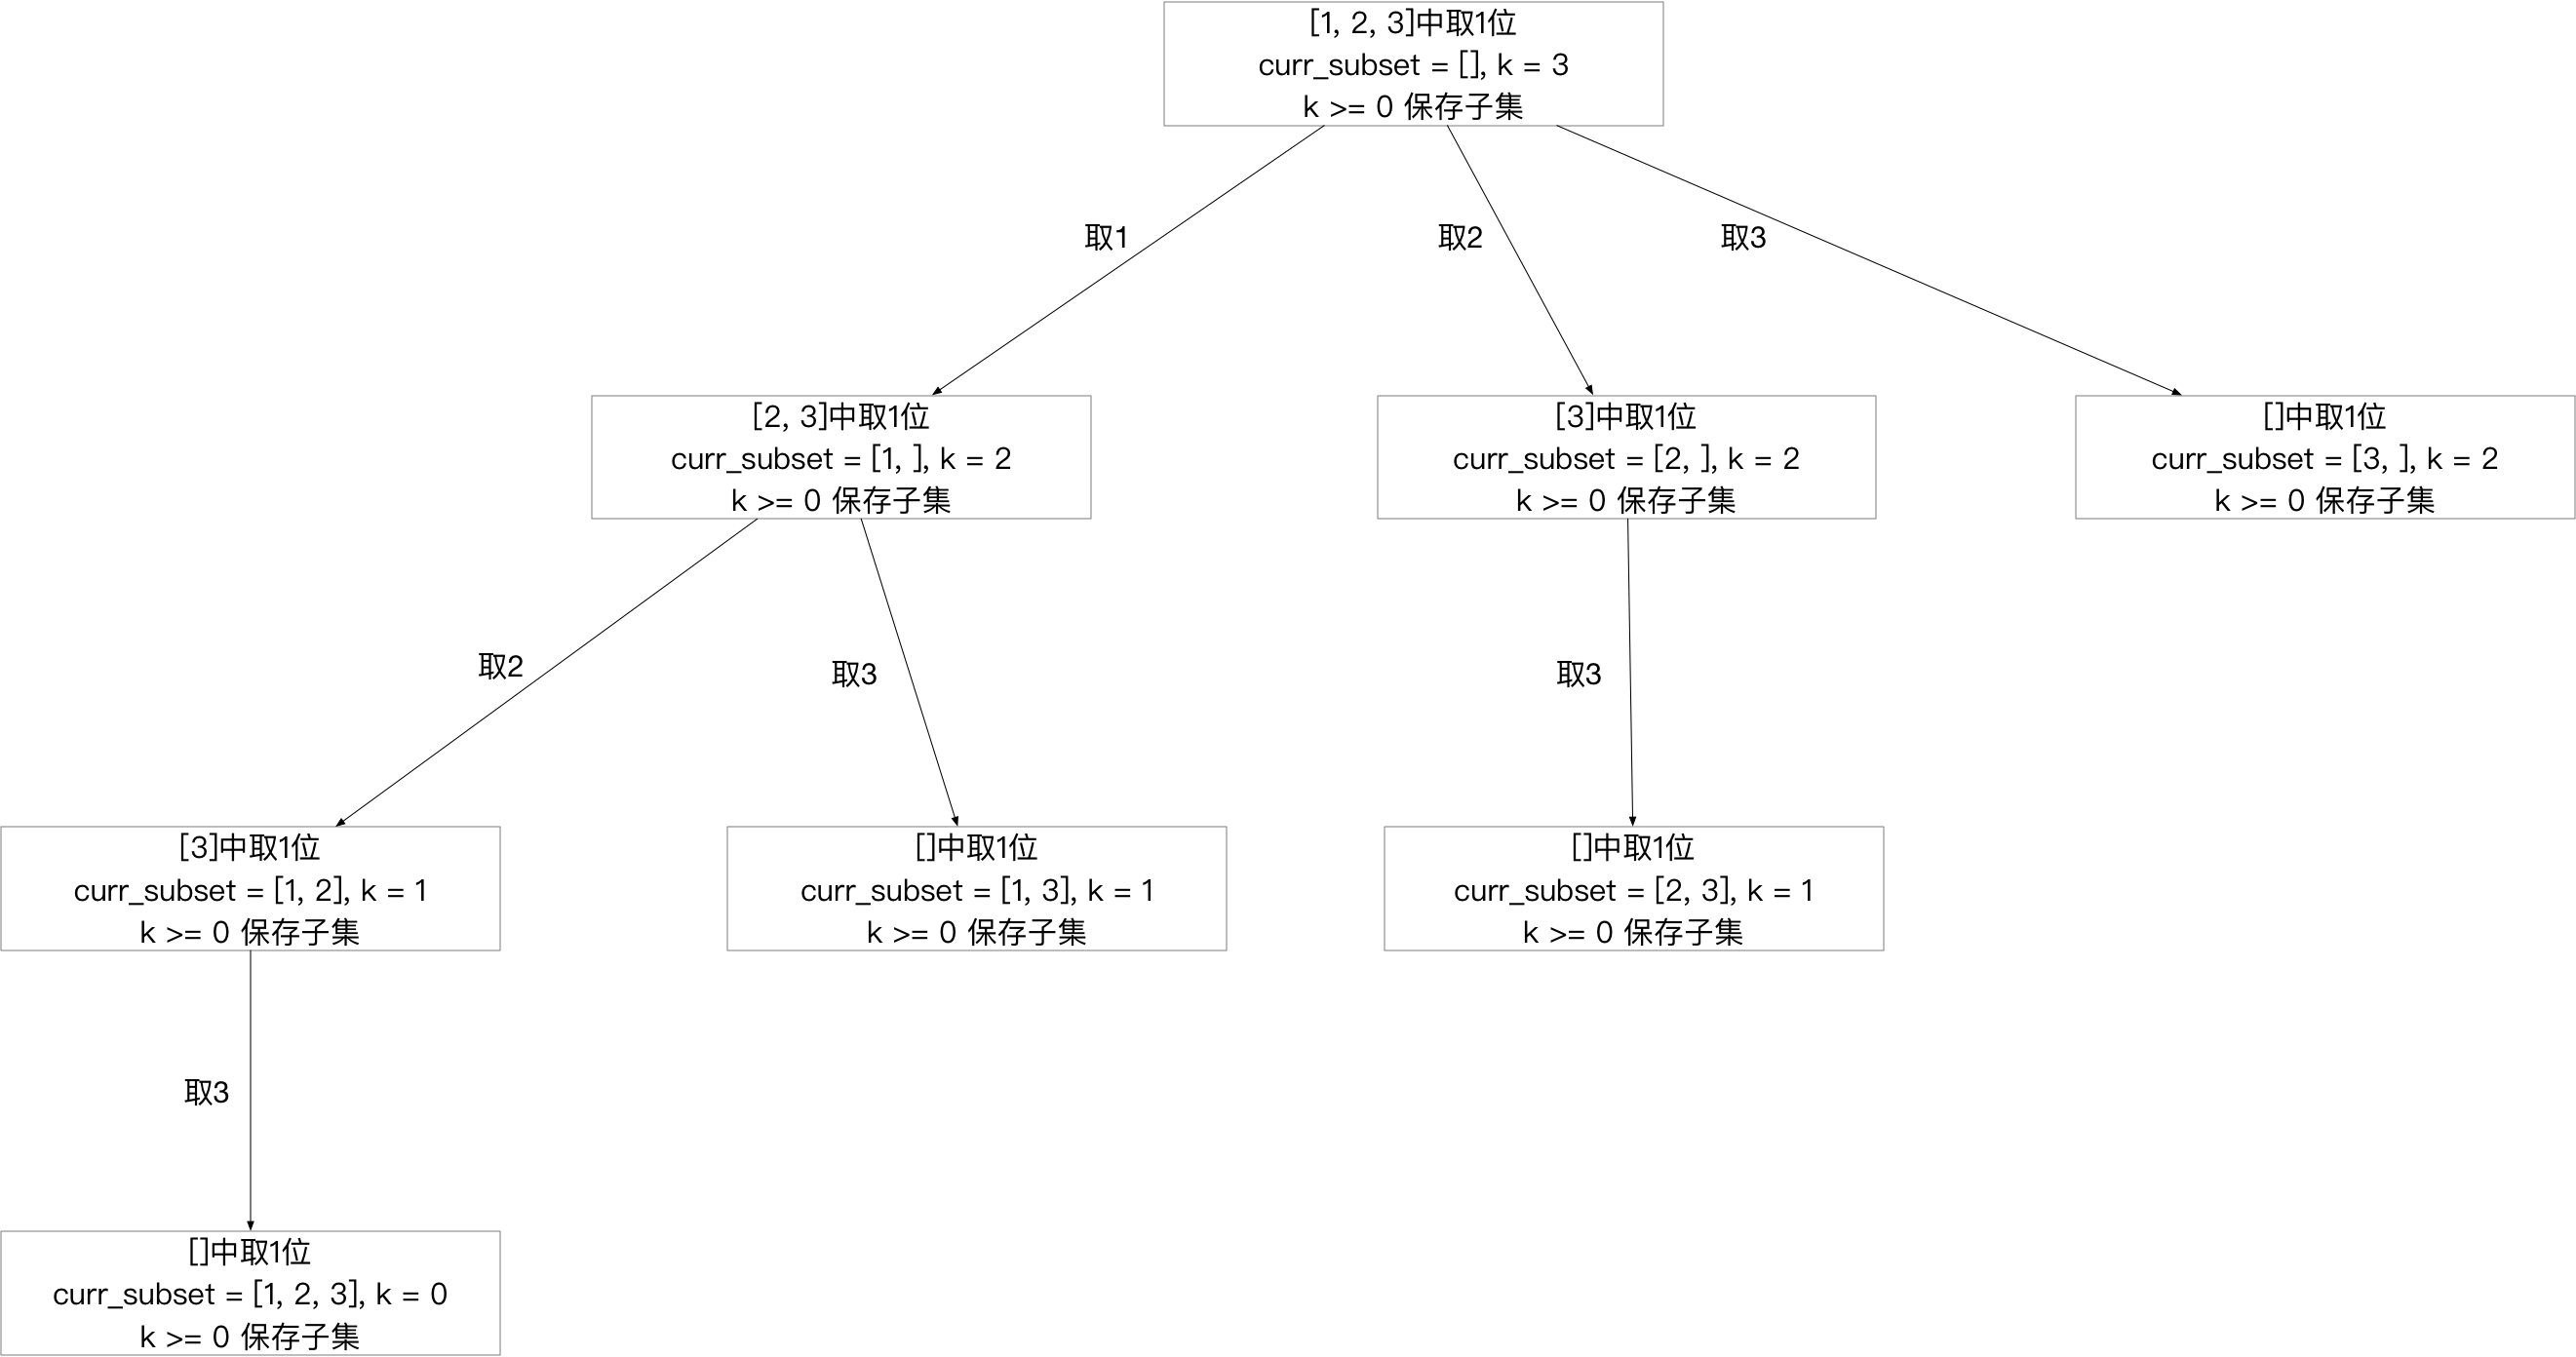 [1, 2, 3]中取1位
curr_subset = [], k = 3
k >= 0 保存子集
取1
取2
取3
[2, 3]中取1位
curr_subset = [1, ], k = 2
k >= 0 保存子集
[3]中取1位
curr_subset = [2, ], k = 2
k >= 0 保存子集
[]中取1位
curr_subset = [3, ], k = 2
k >= 0 保存子集
取2
取3
取3
[3]中取1位
curr_subset = [1, 2], k = 1
k >= 0 保存子集
[]中取1位
curr_subset = [1, 3], k = 1
k >= 0 保存子集
[]中取1位
curr_subset = [2, 3], k = 1
k >= 0 保存子集
取3
[]中取1位
curr_subset = [1, 2, 3], k = 0
k >= 0 保存子集